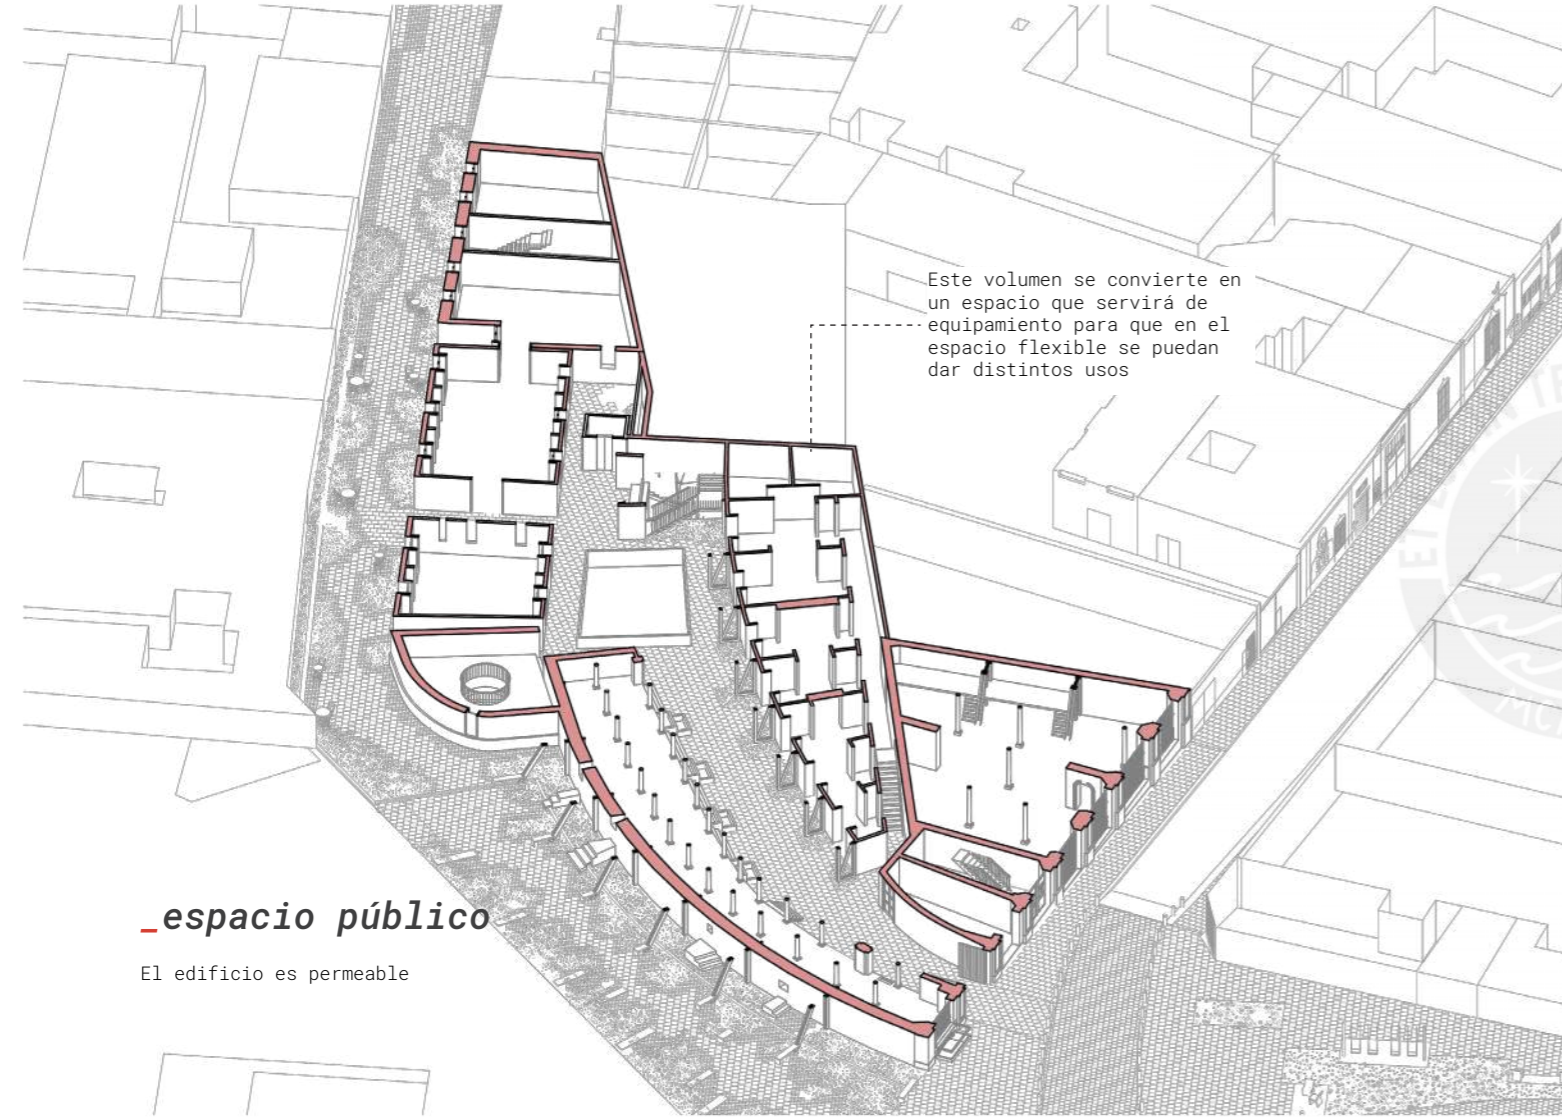 Este volumen se convierte en
un espacio que servirá de
equipamiento para que en el
espacio flexible se puedan
dar distintos usos
_espacio público
El edificio es permeable